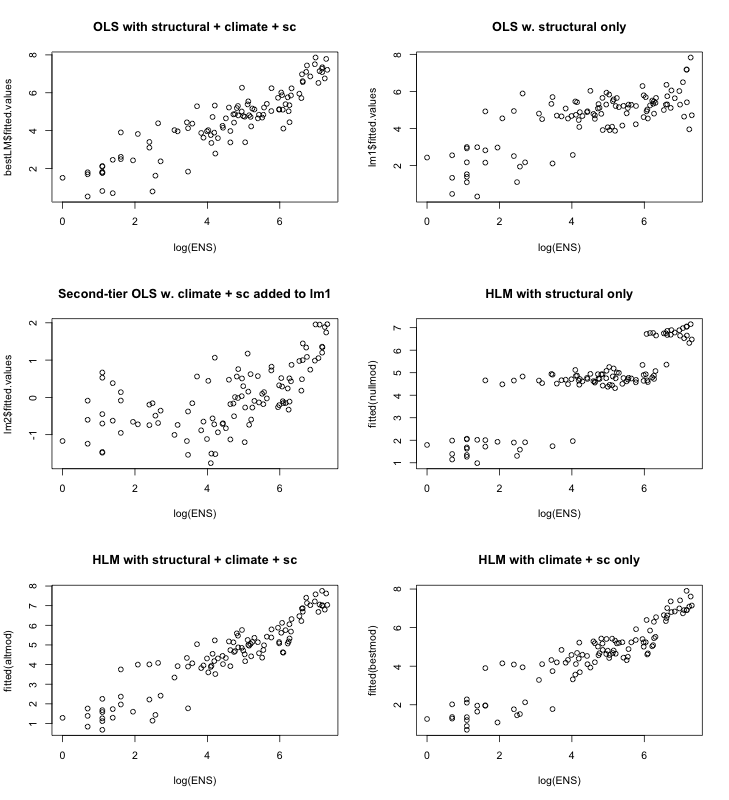 OLS with structural + climate + sc
bestLM$fitted.values
2 4 6 8
0 2 4 6
log(ENS)
OLS w. structural only
lm1$fitted.values
2 4 6 8
0 2 4 6
log(ENS)
Second-tier OLS w. climate + sc added to lm1
lm2$fitted.values
-1 0 1 2
0 2 4 6
log(ENS)
HLM with structural only
fitted(nullmod)
1 2 3 4 5 6 7
0 2 4 6
log(ENS)
HLM with structural + climate + sc
fitted(altmod)
1 2 3 4 5 6 7 8
0 2 4 6
log(ENS)
HLM with climate + sc only
fitted(bestmod)
2 4 6 8
0 2 4 6
log(ENS)